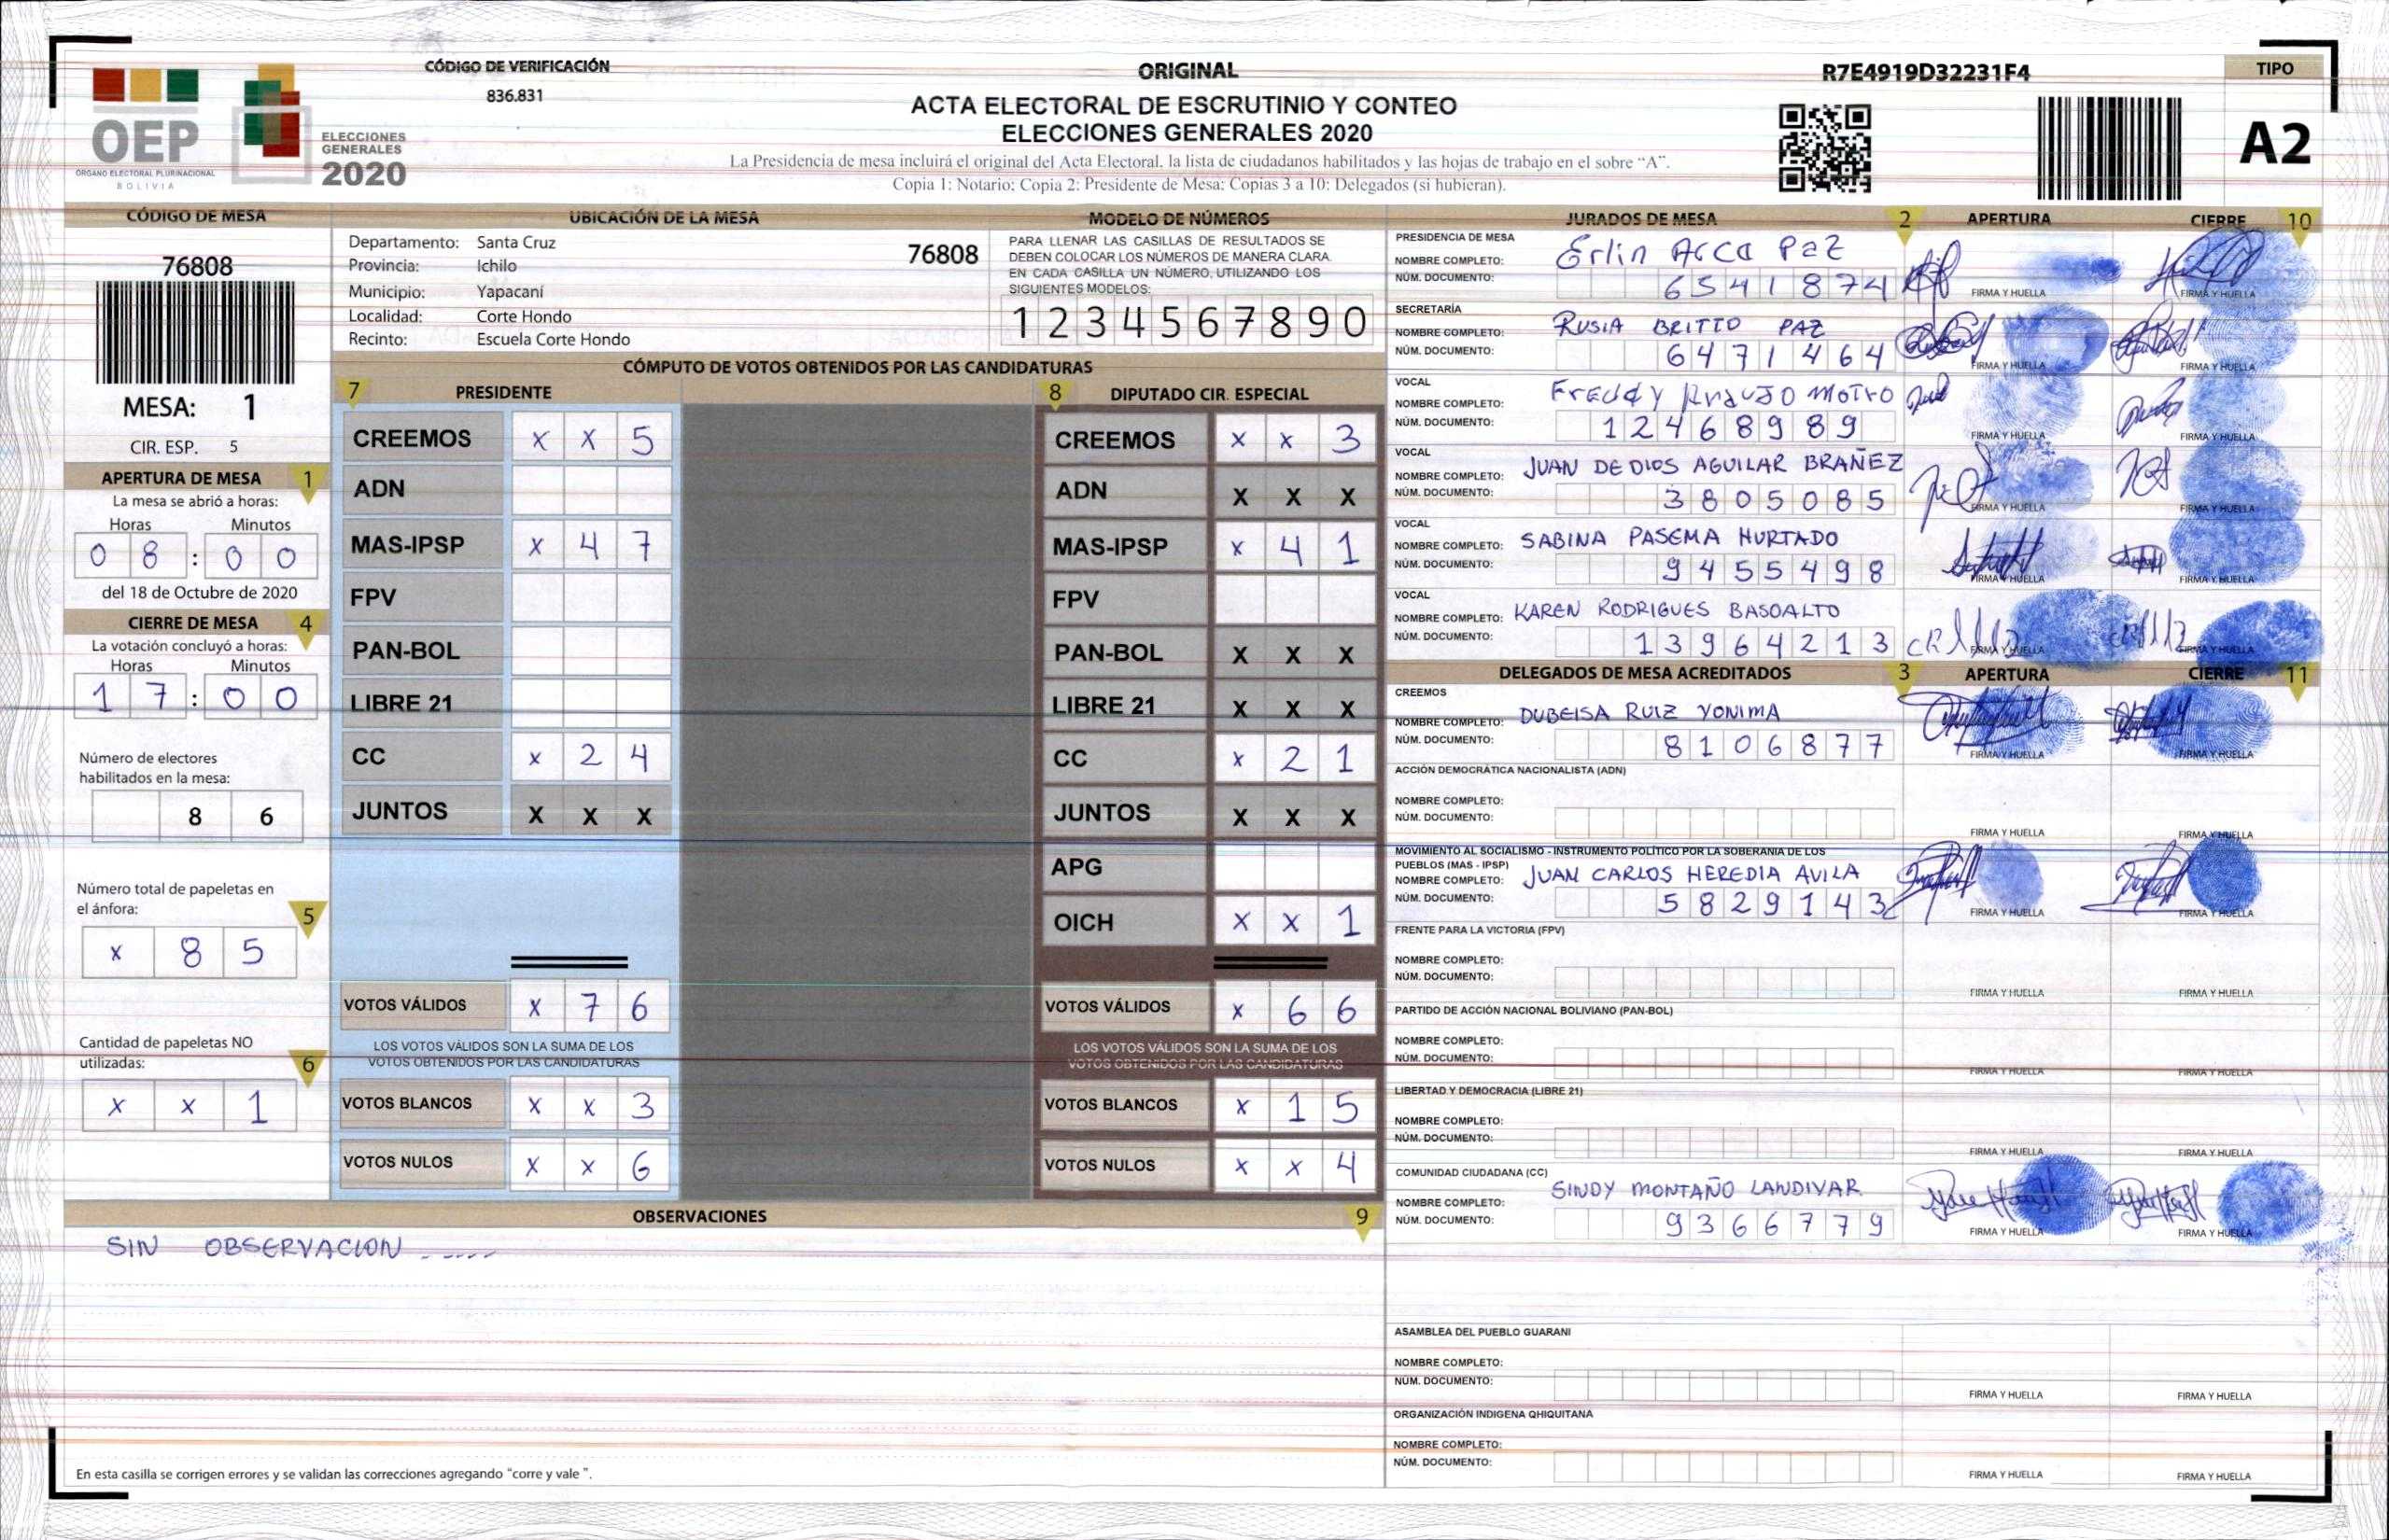 CÓDIGO DE VERIFICACIÓN
836.831
OEP
ÓRGANO ELECTORAL PLURINACIONAL
BOLIVIA
ELECCIONES
GENERALES
2020
ORIGINAL
ACTA ELECTORAL DE ESCRUTINIO Y CONTEO
ELECCIONES GENERALES 2020
La Presidencia de mesa incluirá el original del Acta Electoral. la lista de ciudadanos habilitados y las hojas de trabajo en el sobre “A”.
Copia 1: Notario: Copia 2: Presidente de Mesa: Copias 3 a 10: Delegados (si hubieran).
R7E4919D32231F4
TIPO
A2
CÓDIGO DE MESA
76808
MESA: 1
CIR. ESP. 5
APERTURA DE MESA 1
La mesa se abrió a horas:
Horas Minutos
0 8 : 0 0
del 18 de Octubre de 2020
CIERRE DE MESA 4
La votación concluyó a horas:
Horas Minutos
1 7 : 0 0
Número de electores
habilitados en la mesa:
8 6
Número total de papeletas en
el ánfora:
5
x 8 5
Cantidad de papeletas NO
utilizadas:
6
x x 1
UBICACIÓN DE LA MESA
Departamento: Santa Cruz 76808
Provincia: Ichilo
Municipio: Yapacaní
Localidad: Corte Hondo
Recinto: Escuela Corte Hondo
MODELO DE NÚMEROS
PARA LLENAR LAS CASILLAS DE RESULTADOS SE
DEBEN COLOCAR LOS NÚMEROS DE MANERA CLARA.
EN CADA CASILLA UN NÚMERO, UTILIZANDO LOS
SIGUIENTES MODELOS:
1 2 3 4 5 6 7 8 9 0
CÓMPUTO DE VOTOS OBTENIDOS POR LAS CANDIDATURAS
7 PRESIDENTE
CREEMOS x x 5
ADN
MAS-IPSP x 4 7
FPV
PAN-BOL
LIBRE 21
CC x 2 4
JUNTOS X X X
VOTOS VÁLIDOS x 7 6
LOS VOTOS VÁLIDOS SON LA SUMA DE LOS
VOTOS OBTENIDOS POR LAS CANDIDATURAS
VOTOS BLANCOS x x 3
VOTOS NULOS x x 6
8 DIPUTADO CIR. ESPECIAL
CREEMOS x x 3
ADN X X X
MAS-IPSP x 4 1
FPV
PAN-BOL X X X
LIBRE 21 X X X
CC x 2 1
JUNTOS X X X
APG
OICH x x 1
VOTOS VÁLIDOS x 6 6
LOS VOTOS VÁLIDOS SON LA SUMA DE LOS
VOTOS OBTENIDOS POR LAS CANDIDATURAS
VOTOS BLANCOS x 1 5
VOTOS NULOS x x 4
OBSERVACIONES 9
SIN OBSERVACION
En esta casilla se corrigen errores y se validan las correcciones agregando “corre y vale ”.
JURADOS DE MESA 2 APERTURA CIERRE 10
PRESIDENCIA DE MESA
NOMBRE COMPLETO: Erlin Arca Paz
NÚM. DOCUMENTO: 6541874
FIRMA Y HUELLA FIRMA Y HUELLA
SECRETARÍA
NOMBRE COMPLETO: RUSIA BRITTO PAZ
NÚM. DOCUMENTO: 6471464
FIRMA Y HUELLA FIRMA Y HUELLA
VOCAL
NOMBRE COMPLETO: Freddy
NÚM. DOCUMENTO: 12468989
FIRMA Y HUELLA FIRMA Y HUELLA
VOCAL
NOMBRE COMPLETO: JUAN DE DIOS AGUILAR BRAÑEZ
NÚM. DOCUMENTO: 3805085
FIRMA Y HUELLA FIRMA Y HUELLA
VOCAL
NOMBRE COMPLETO: SABINA PASEMA HURTADO
NÚM. DOCUMENTO: 9455498
FIRMA Y HUELLA FIRMA Y HUELLA
VOCAL
NOMBRE COMPLETO: KAREN RODRIGUES BASOALTO
NÚM. DOCUMENTO: 13964213
FIRMA Y HUELLA FIRMA Y HUELLA
DELEGADOS DE MESA ACREDITADOS 3 APERTURA CIERRE 11
CREEMOS
NOMBRE COMPLETO: DUBEISA RUIZ YONIMA
NÚM. DOCUMENTO: 8106877
FIRMA Y HUELLA FIRMA Y HUELLA
ACCIÓN DEMOCRÁTICA NACIONALISTA (ADN)
NOMBRE COMPLETO:
NÚM. DOCUMENTO:
FIRMA Y HUELLA FIRMA Y HUELLA
MOVIMIENTO AL SOCIALISMO - INSTRUMENTO POLÍTICO POR LA SOBERANIA DE LOS
PUEBLOS (MAS - IPSP)
NOMBRE COMPLETO: JUAN CARLOS HEREDIA AVILA
NÚM. DOCUMENTO: 5829143
FIRMA Y HUELLA FIRMA Y HUELLA
FRENTE PARA LA VICTORIA (FPV)
NOMBRE COMPLETO:
NÚM. DOCUMENTO:
FIRMA Y HUELLA FIRMA Y HUELLA
PARTIDO DE ACCIÓN NACIONAL BOLIVIANO (PAN-BOL)
NOMBRE COMPLETO:
NÚM. DOCUMENTO:
FIRMA Y HUELLA FIRMA Y HUELLA
LIBERTAD Y DEMOCRACIA (LIBRE 21)
NOMBRE COMPLETO:
NÚM. DOCUMENTO:
FIRMA Y HUELLA FIRMA Y HUELLA
COMUNIDAD CIUDADANA (CC)
NOMBRE COMPLETO: SINDY MONTAÑO LANDIVAR
NÚM. DOCUMENTO: 9366779
FIRMA Y HUELLA FIRMA Y HUELLA
ASAMBLEA DEL PUEBLO GUARANI
NOMBRE COMPLETO:
NÚM. DOCUMENTO:
FIRMA Y HUELLA FIRMA Y HUELLA
ORGANIZACIÓN INDIGENA QHIQUITANA
NOMBRE COMPLETO:
NÚM. DOCUMENTO:
FIRMA Y HUELLA FIRMA Y HUELLA